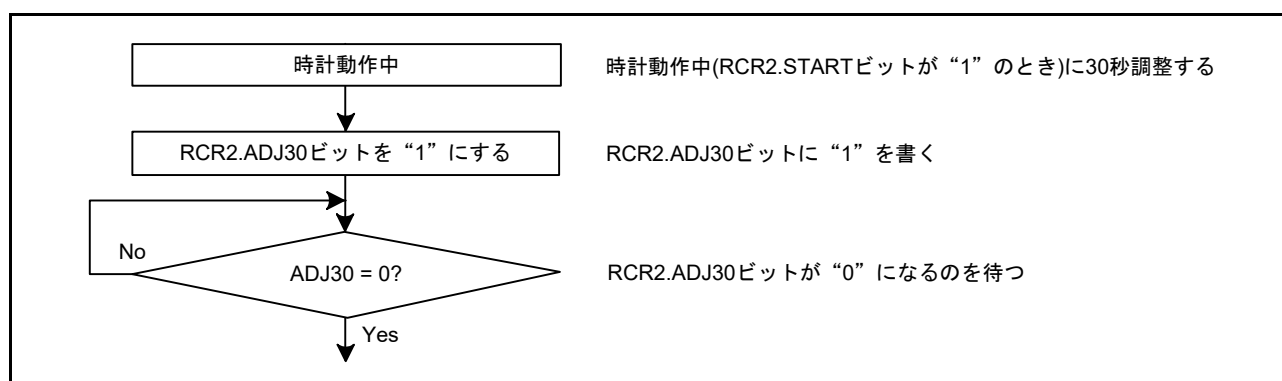 時計動作中
時計動作中(RCR2.STARTビットが“1”のとき)に30秒調整する
RCR2.ADJ30ビットを“1”にする
RCR2.ADJ30ビットに“1”を書く
No
ADJ30 = 0?
RCR2.ADJ30ビットが“0”になるのを待つ
Yes